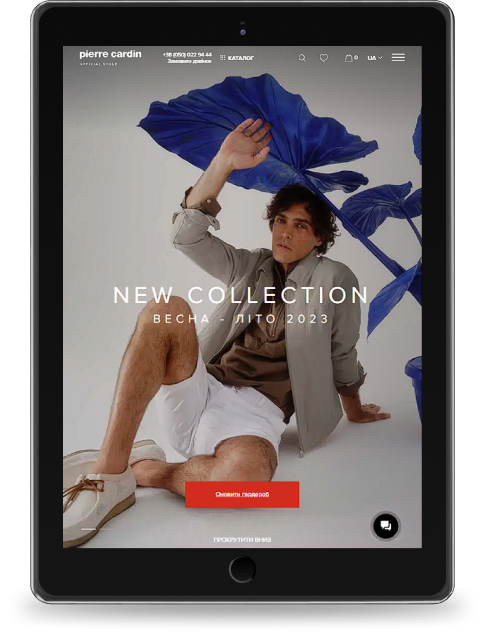 pierre cardin
OFFICIAL STORE
+38 (050) 022 94 44
Замовити дзвінок
КАТАЛОГ
0
UA
NEW COLLECTION
ВЕСНА - ЛІТО 2023
Оновити гардероб
ПРОКРУТИТИ ВНИЗ